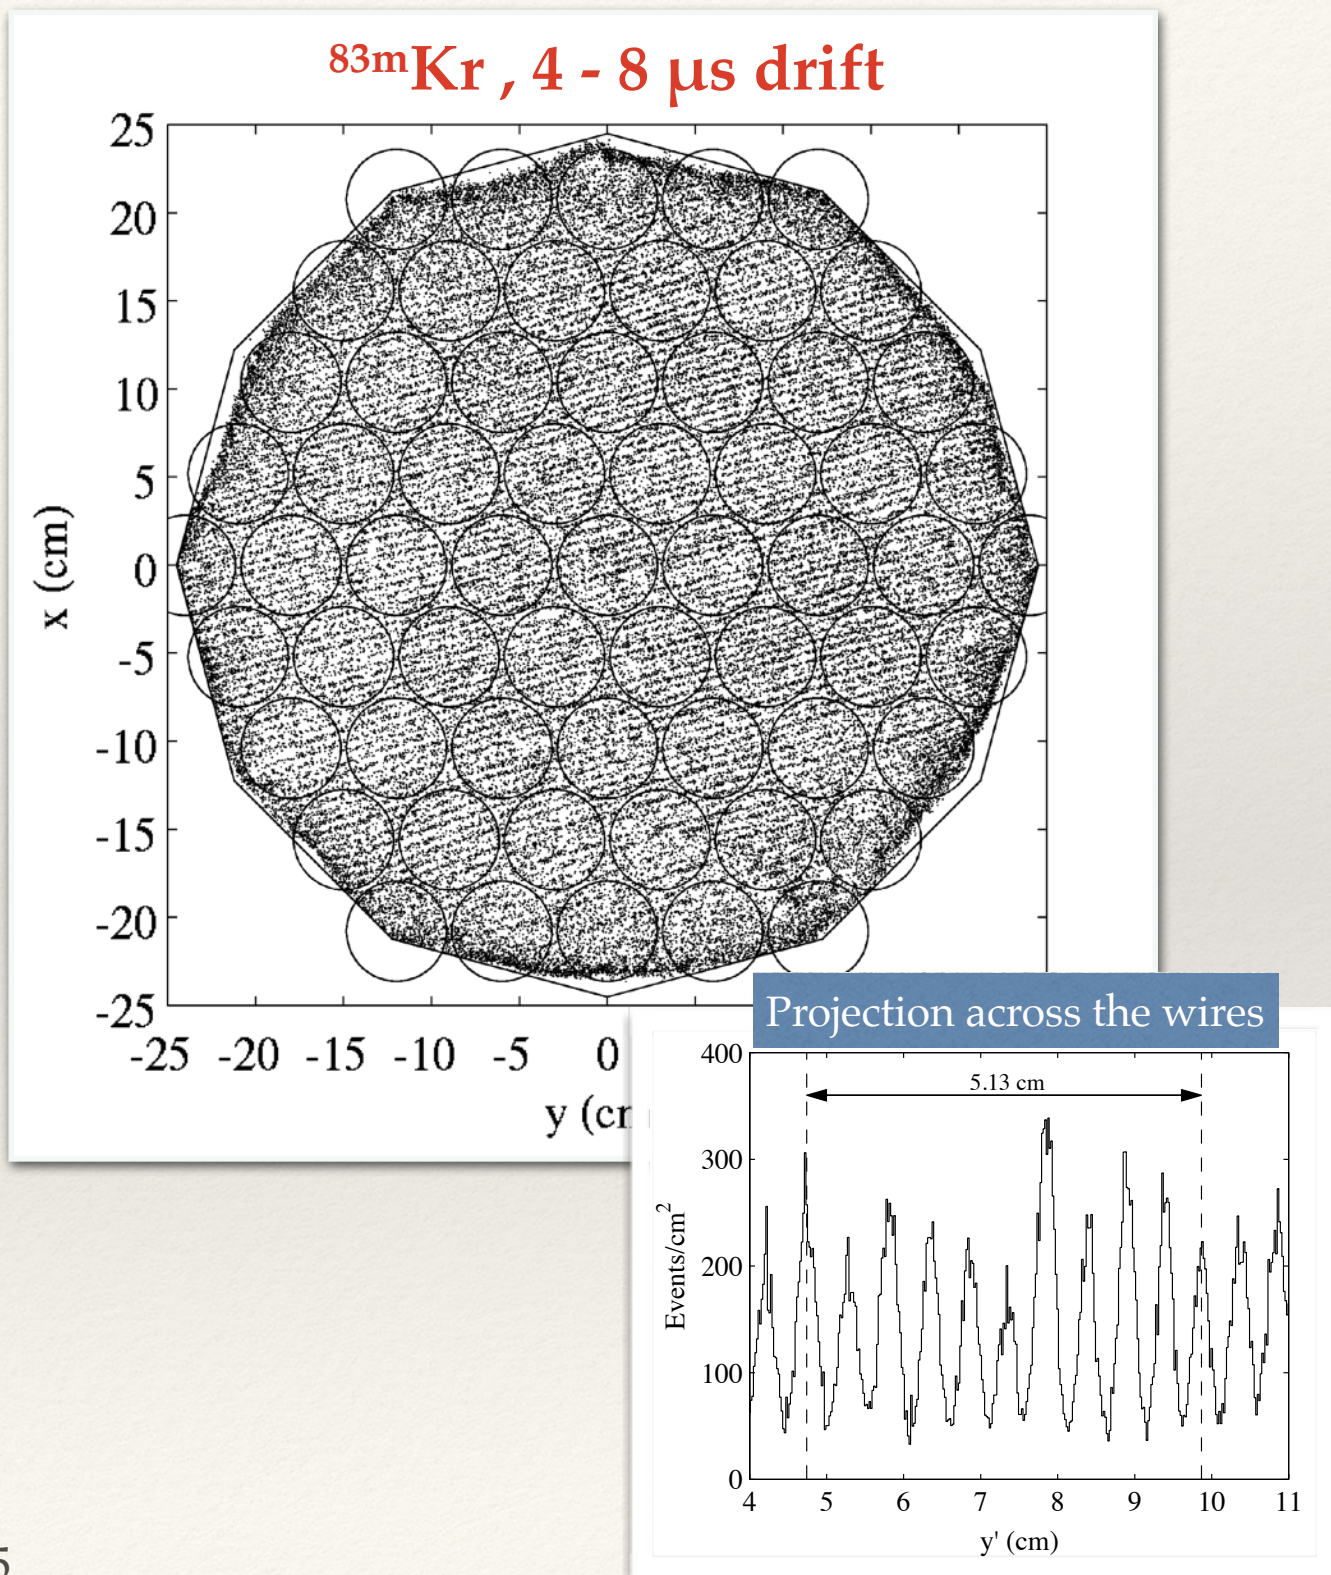 83mKr , 4 - 8 μs drift
25
20
15
10
5
0
-5
-10
-15
-20
-25
x (cm)
-25 -20 -15 -10 -5 0
Projection across the wires
400
300
200
100
0
5.13 cm
Events/cm2
4 5 6 7 8 9 10 11
y' (cm)